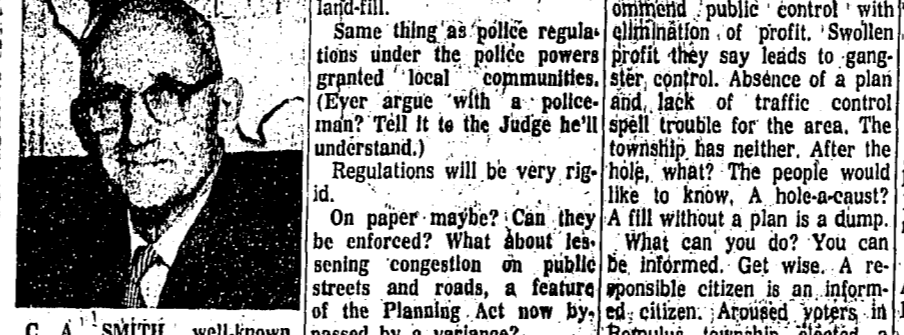 C. A. SMITH, well-known
land-fill.
Same thing as police regula-
tions under the police powers
granted local communities.
(Ever argue with a police-
man? Tell it to the Judge he'll
understand.)
Regulations will be very rig-
id.
On paper maybe? Can they
be enforced? What about les-
sening congestion on public
streets and roads, a feature
of the Planning Act now by-
passed by a variance?
ommend public control with
elimination of profit. Swollen
profit they say leads to gang-
ster control. Absence of a plan
and lack of traffic control
spell trouble for the area. The
township has neither. After the
hole, what? The people would
like to know. A hole-a-caust?
A fill without a plan is a dump.
What can you do? You can
be informed. Get wise. A re-
sponsible citizen is an inform-
ed citizen. Aroused voters in
Romulus township elected a